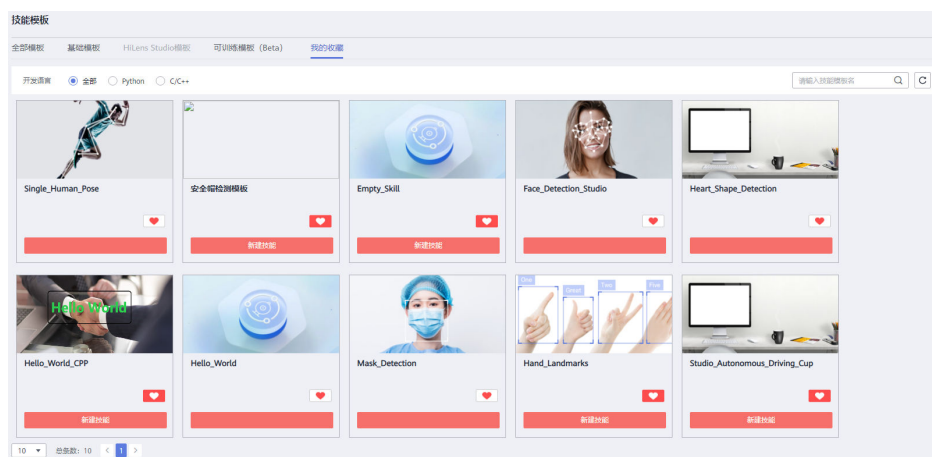 技能模板
全部模板 基础模板 HiLens Studio模板 可训练模板（Beta） 我的收藏
开发语言 全部 Python C/C++ 请输入技能模板名
Single_Human_Pose 安全帽检测模板 Empty_Skill Face_Detection_Studio Heart_Shape_Detection
新建技能 新建技能
Hello World One Great Two Five
Hello_World_CPP Hello_World Mask_Detection Hand_Landmarks Studio_Autonomous_Driving_Cup
新建技能 新建技能 新建技能
10 总条数：10 < 1 >